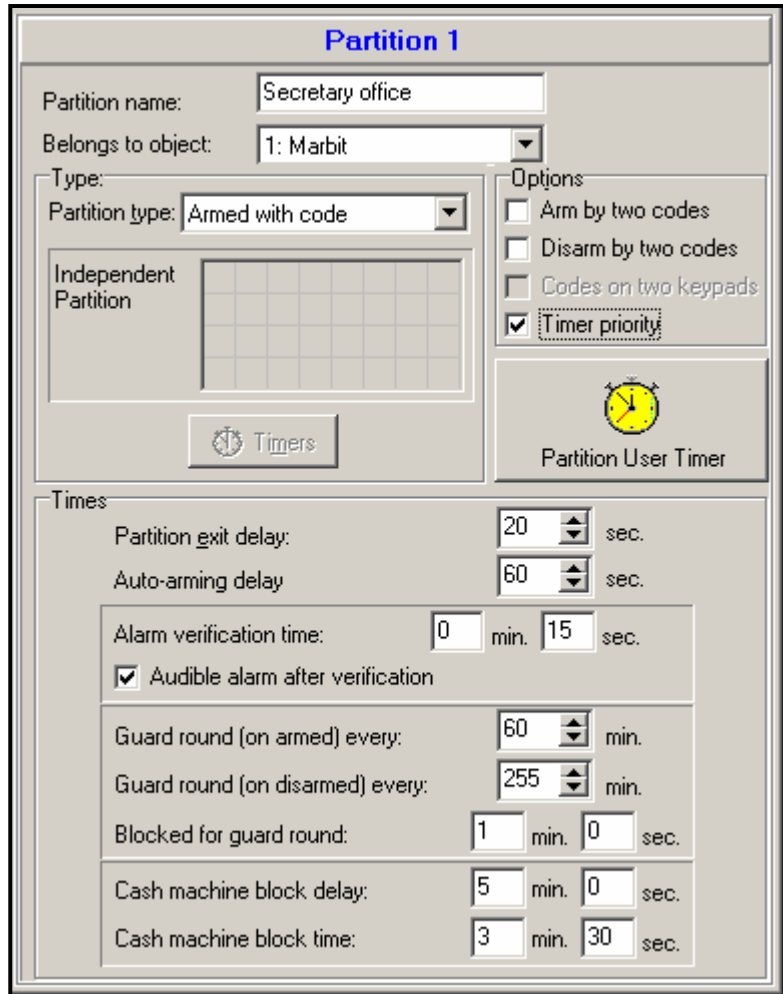 Partition 1
Partition name: Secretary office
Belongs to object: 1: Marbit
Type:
Partition type: Armed with code
Independent
Partition
Timers
Options
Arm by two codes
Disarm by two codes
Codes on two keypads
Timer priority
Partition User Timer
Times
Partition exit delay: 20 sec.
Auto-arming delay 60 sec.
Alarm verification time: 0 min. 15 sec.
Audible alarm after verification
Guard round (on armed) every: 60 min.
Guard round (on disarmed) every: 255 min.
Blocked for guard round: 1 min. 0 sec.
Cash machine block delay: 5 min. 0 sec.
Cash machine block time: 3 min. 30 sec.